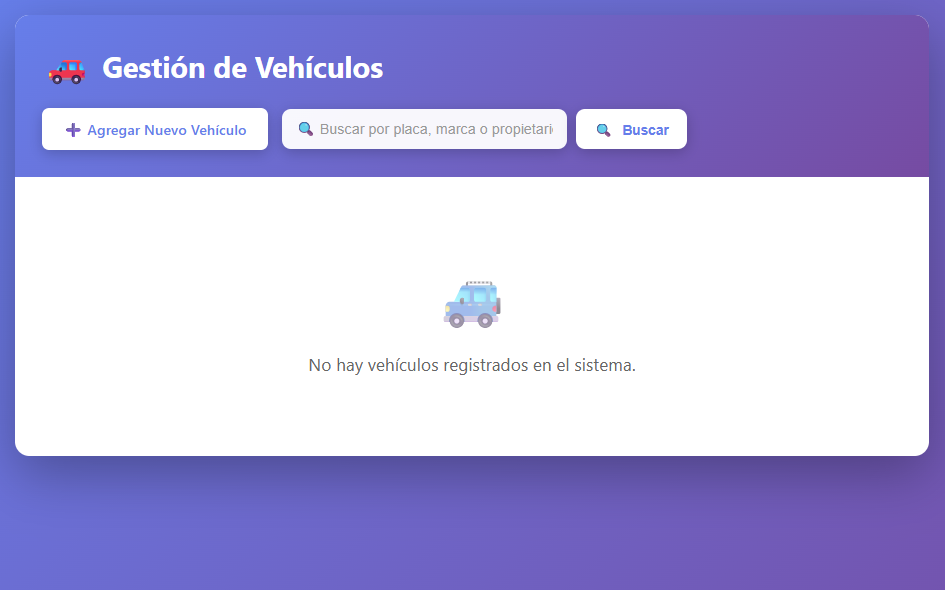 Gestión de Vehículos
Agregar Nuevo Vehículo
Buscar por placa, marca o propietari
Buscar
No hay vehículos registrados en el sistema.